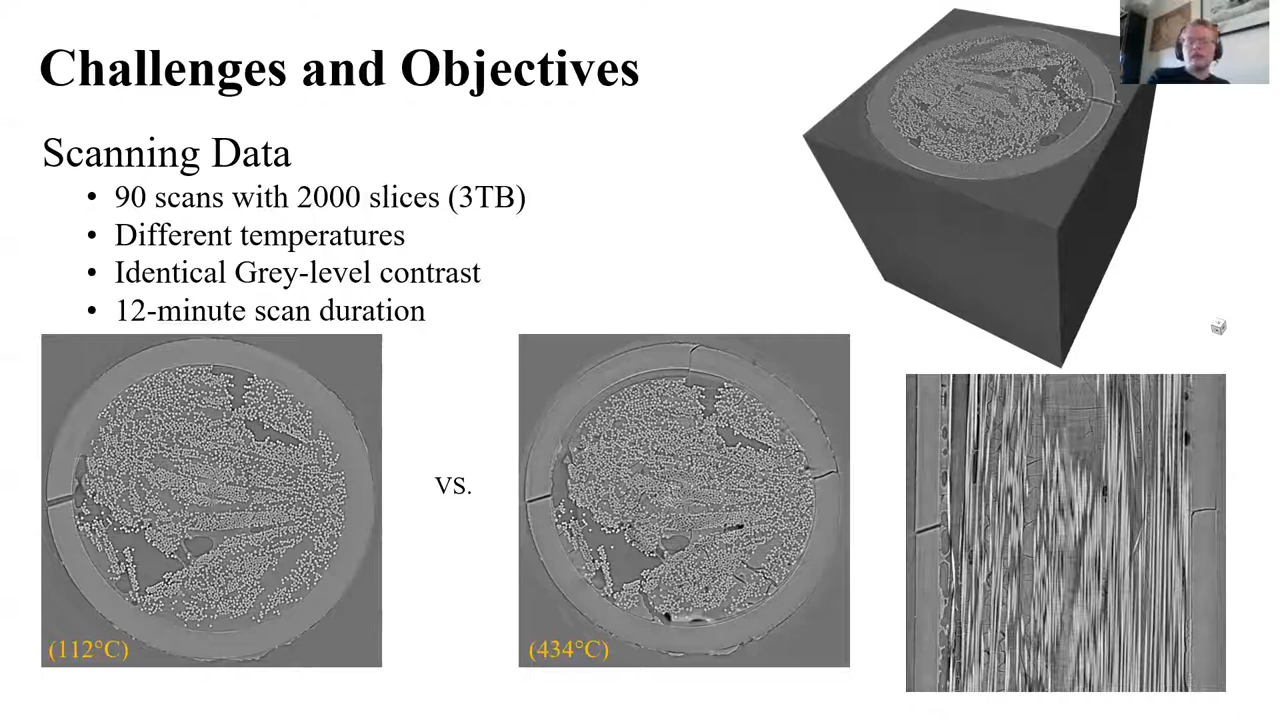 Challenges and Objectives
Scanning Data
• 90 scans with 2000 slices (3TB)
• Different temperatures
• Identical Grey-level contrast
• 12-minute scan duration
vs.
(112°C)
(434°C)